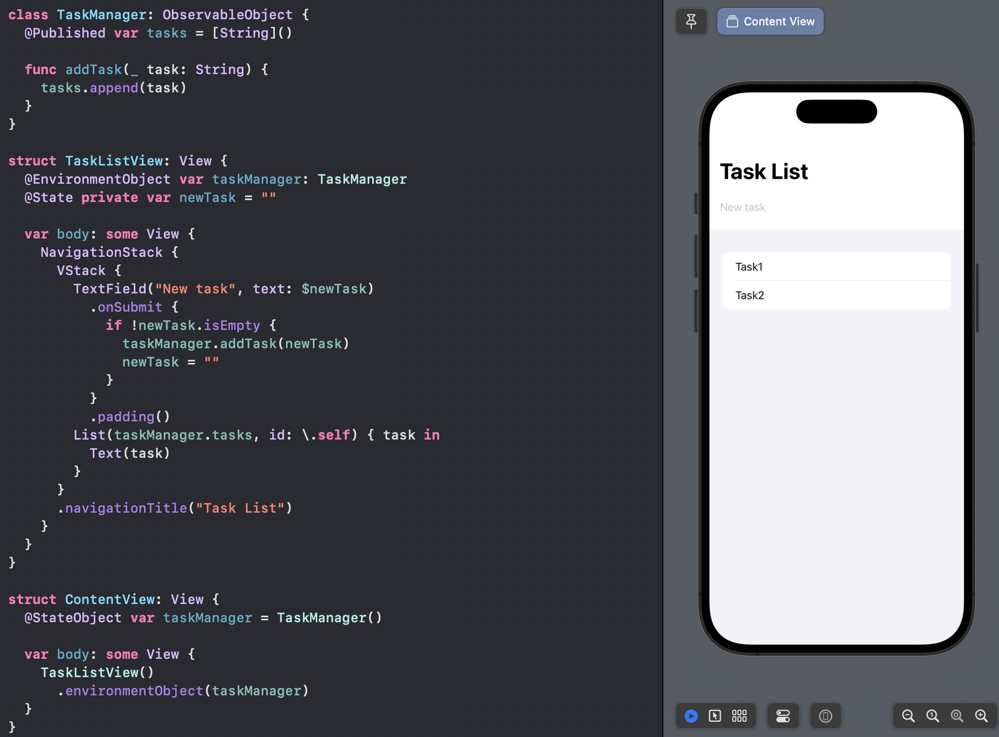 class TaskManager: ObservableObject {
  @Published var tasks = [String]()

  func addTask(_ task: String) {
    tasks.append(task)
  }
}

struct TaskListView: View {
  @EnvironmentObject var taskManager: TaskManager
  @State private var newTask = ""

  var body: some View {
    NavigationStack {
      VStack {
        TextField("New task", text: $newTask)
          .onSubmit {
            if !newTask.isEmpty {
              taskManager.addTask(newTask)
              newTask = ""
            }
          }
          .padding()
        List(taskManager.tasks, id: \.self) { task in
          Text(task)
        }
      }
      .navigationTitle("Task List")
    }
  }
}

struct ContentView: View {
  @StateObject var taskManager = TaskManager()

  var body: some View {
    TaskListView()
      .environmentObject(taskManager)
  }
}
Content View
Task List
New task
Task1
Task2